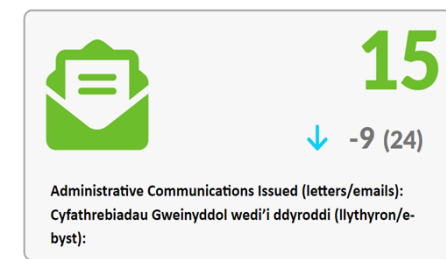 15
-9 (24)
Administrative Communications Issued (letters/emails):
Cyfathrebiadau Gweinyddol wedi'i ddyroddi (llythyron/e-
byst):